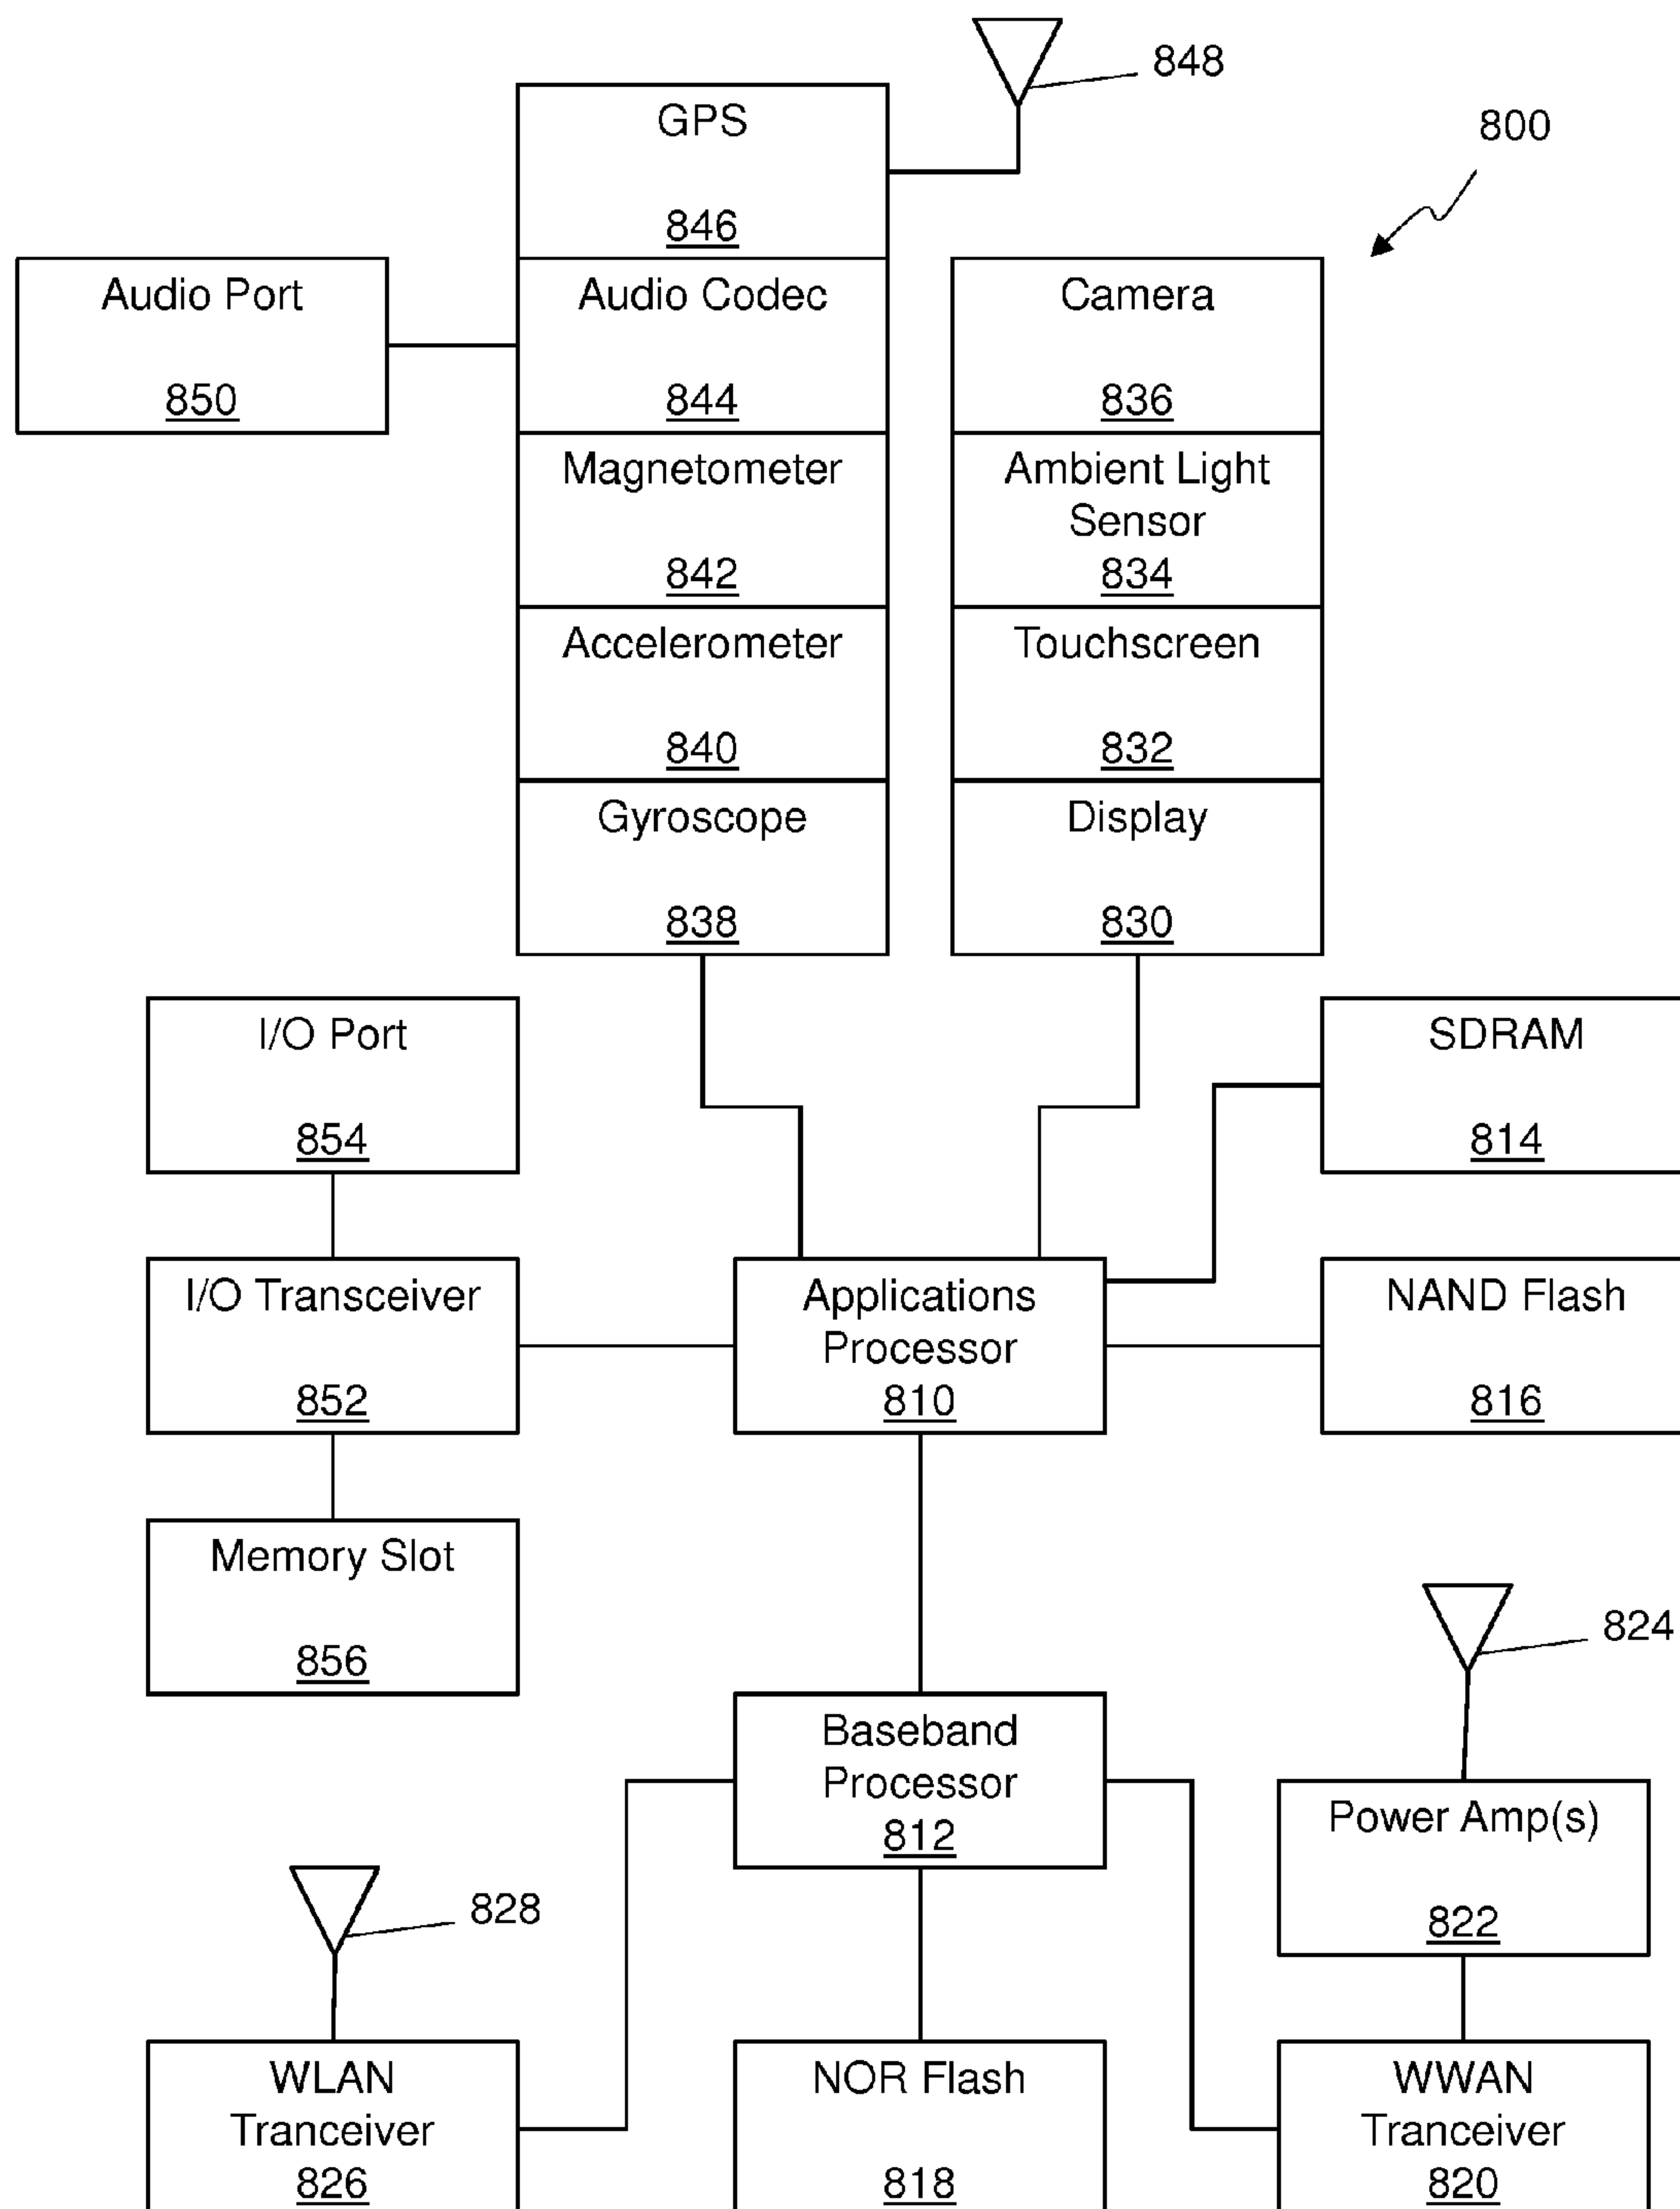 848
800
GPS
846
Audio Port
850
Audio Codec
844
Camera
836
Magnetometer
842
Ambient Light
Sensor
834
Accelerometer
840
Touchscreen
832
Gyroscope
838
Display
830
I/O Port
854
SDRAM
814
I/O Transceiver
852
Applications
Processor
810
NAND Flash
816
Memory Slot
856
824
Baseband
Processor
812
Power Amp(s)
822
828
WLAN
Tranceiver
826
NOR Flash
818
WWAN
Tranceiver
820